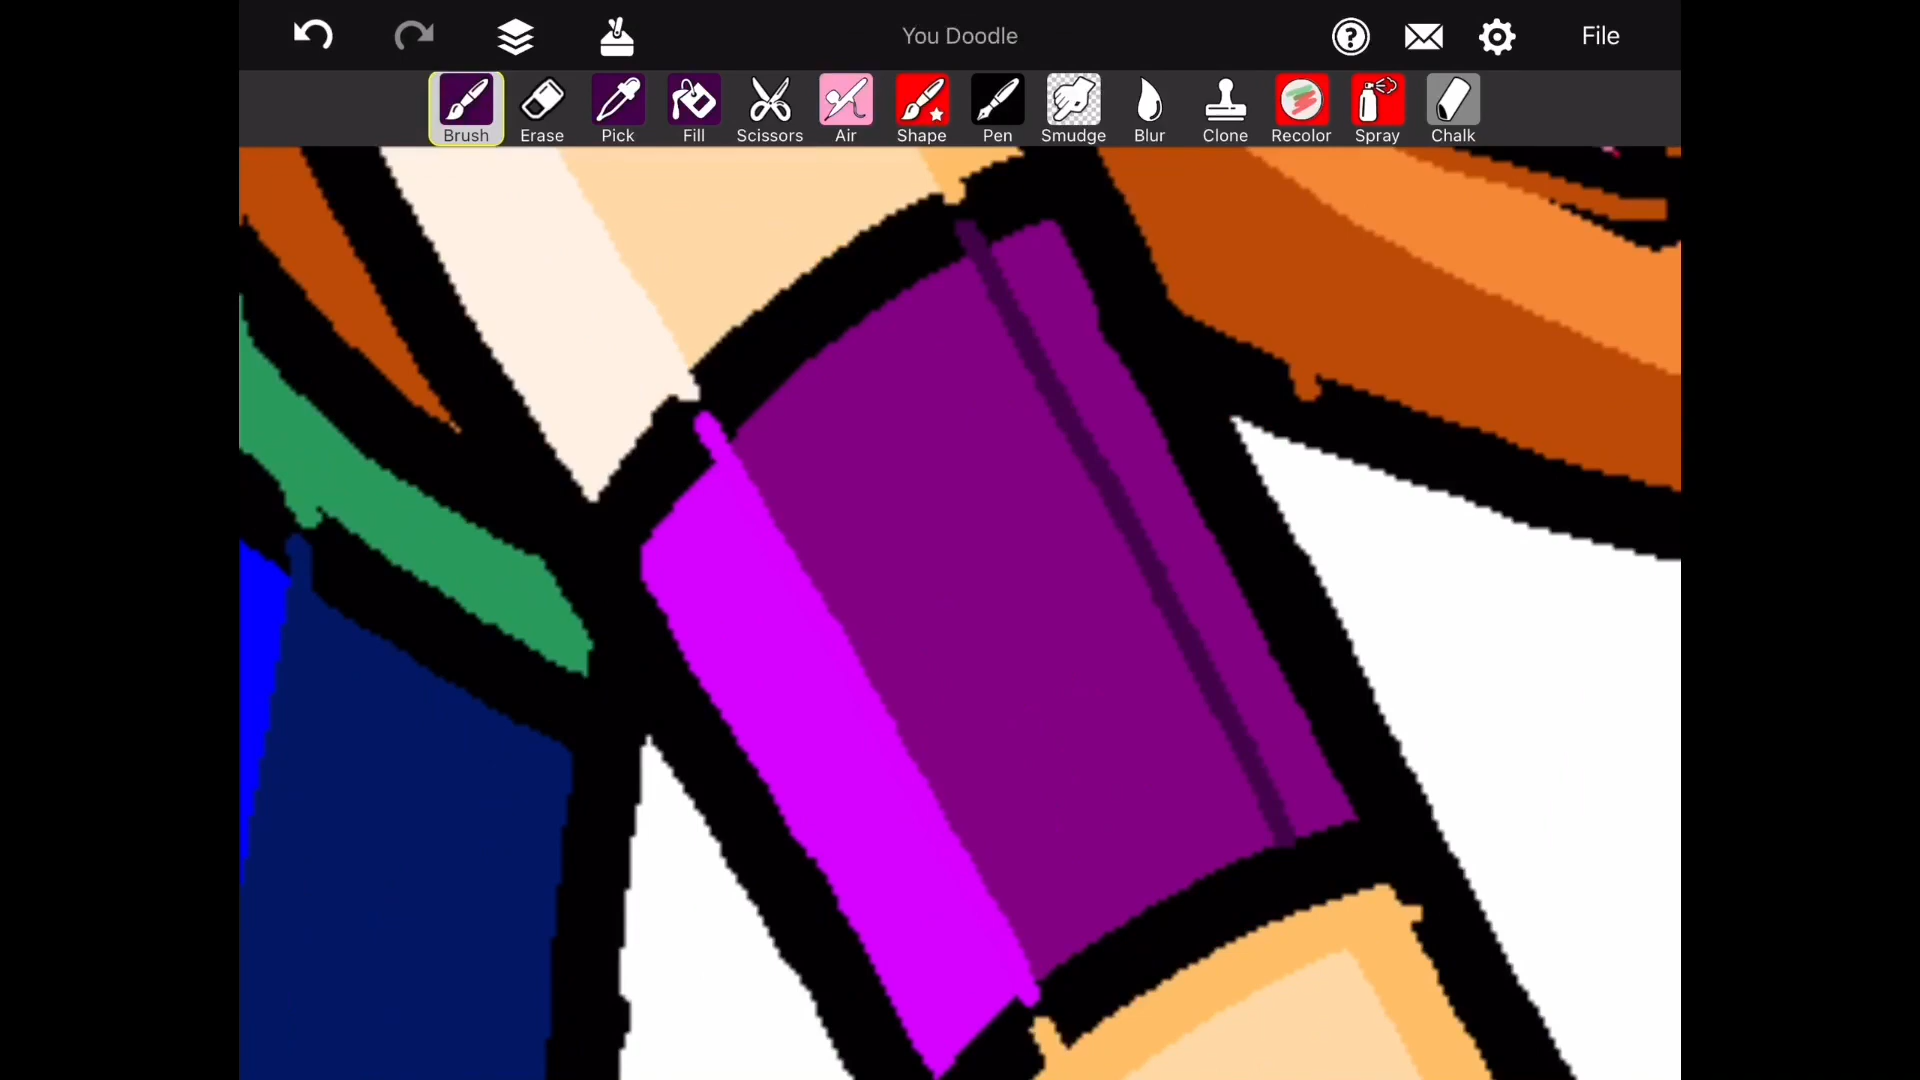 You Doodle
File
Brush Erase Pick Fill Scissors Air Shape Pen Smudge Blur Clone Recolor Spray Chalk